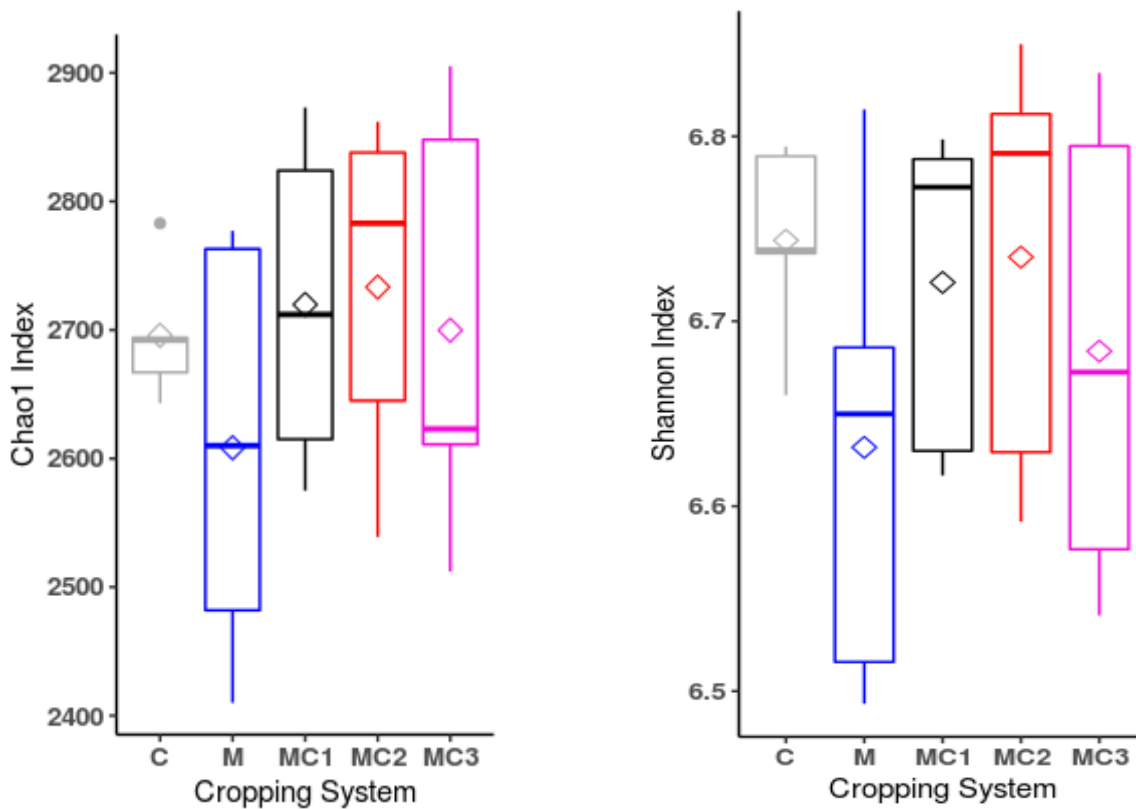 Chao1 Index
2900
2800
2700
2600
2500
2400
C M MC1 MC2 MC3
Cropping System
Shannon Index
6.8
6.7
6.6
6.5
C M MC1 MC2 MC3
Cropping System